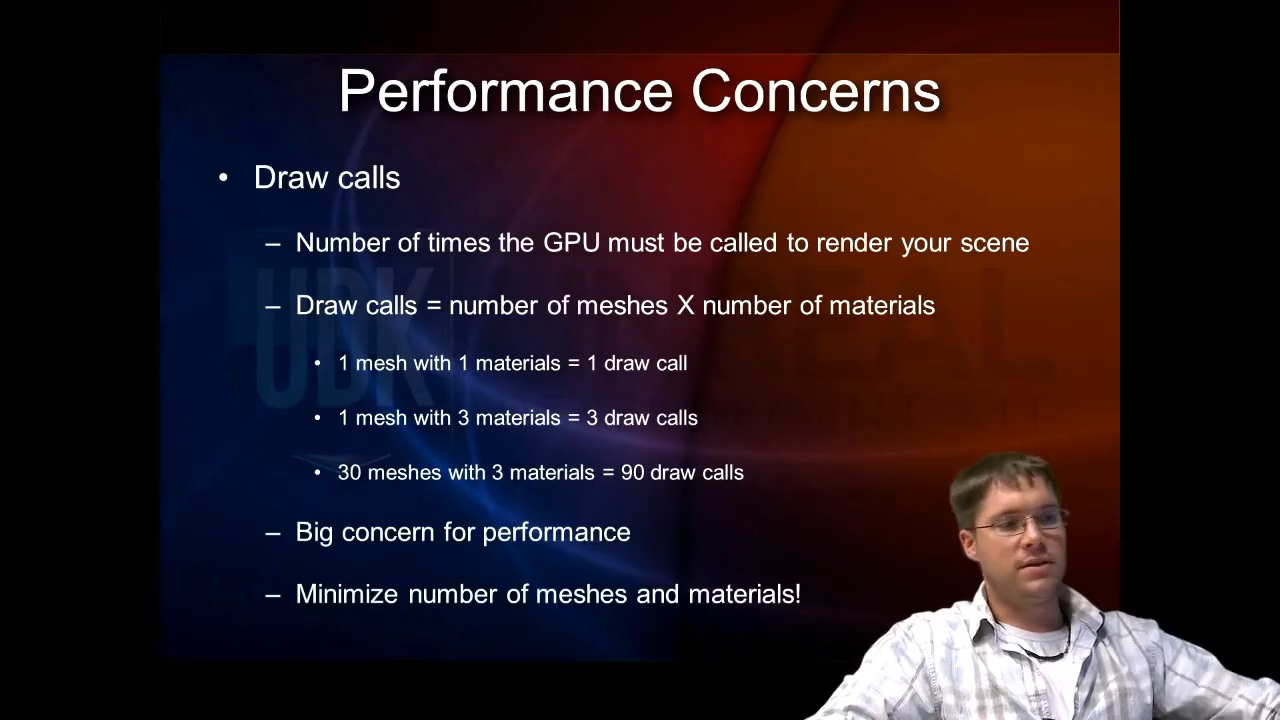 Performance Concerns
• Draw calls
– Number of times the GPU must be called to render your scene
– Draw calls = number of meshes X number of materials
• 1 mesh with 1 materials = 1 draw call
• 1 mesh with 3 materials = 3 draw calls
• 30 meshes with 3 materials = 90 draw calls
– Big concern for performance
– Minimize number of meshes and materials!
UDK